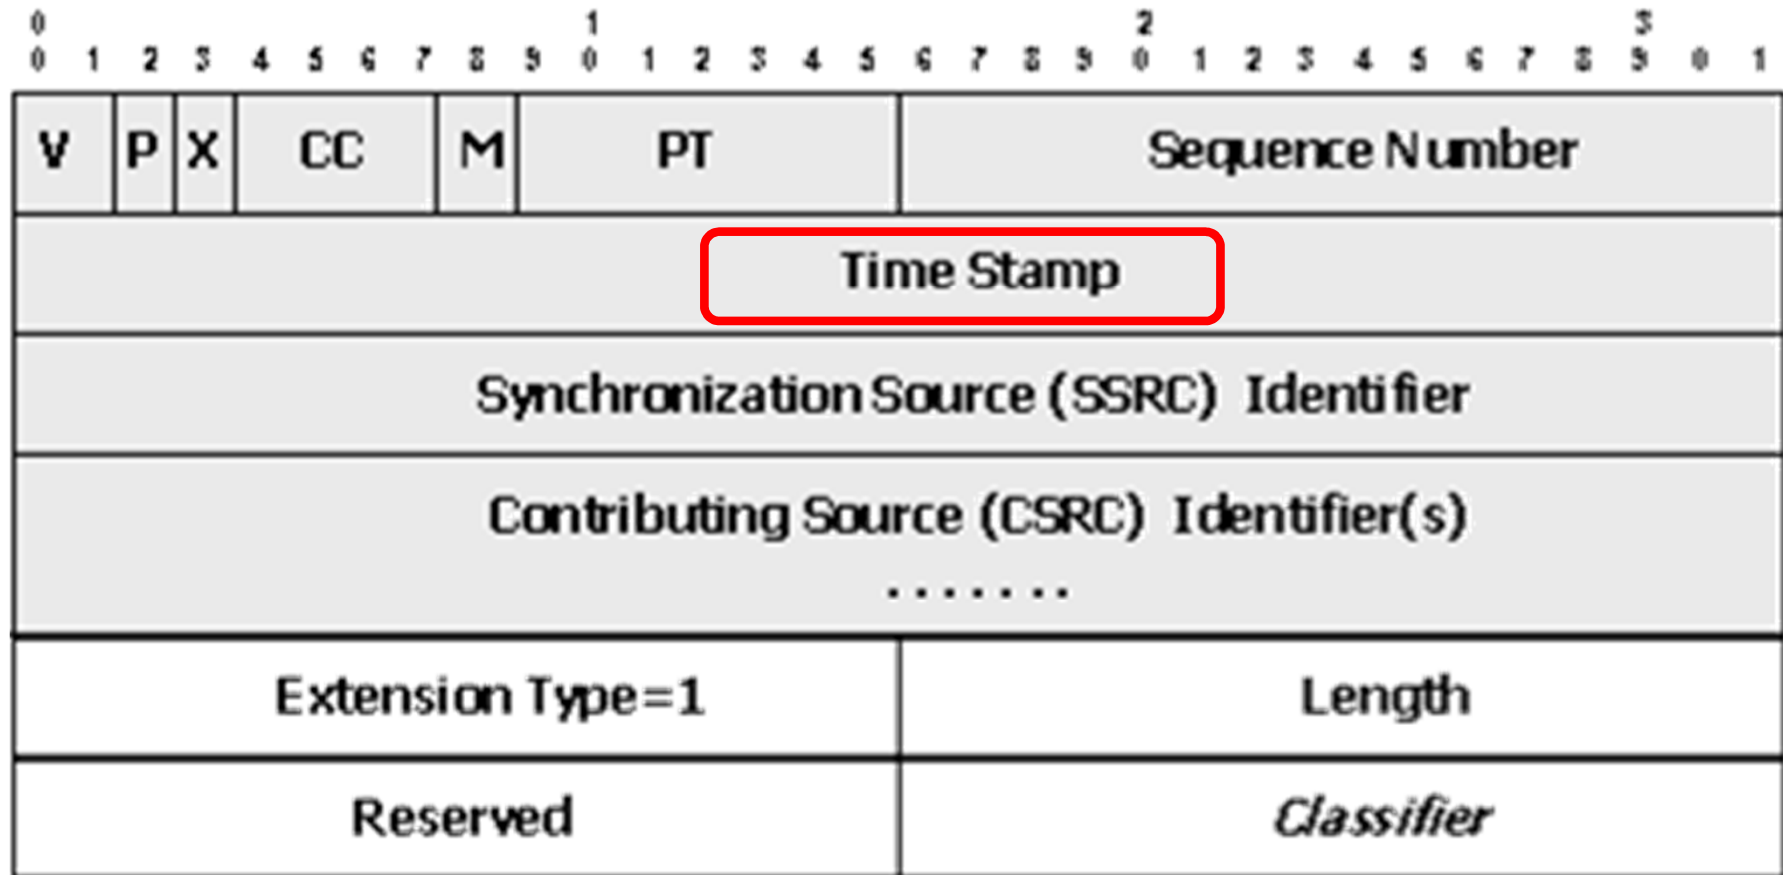 0 1 2 3
0 1 2 3 4 5 6 7 8 9 0 1 2 3 4 5 6 7 8 9 0 1 2 3 4 5 6 7 8 9 0 1
V P X CC M PT Sequence Number
Time Stamp
Synchronization Source (SSRC) Identifier
Contributing Source (CSRC) Identifier(s)
.......
Extension Type=1 Length
Reserved Classifier